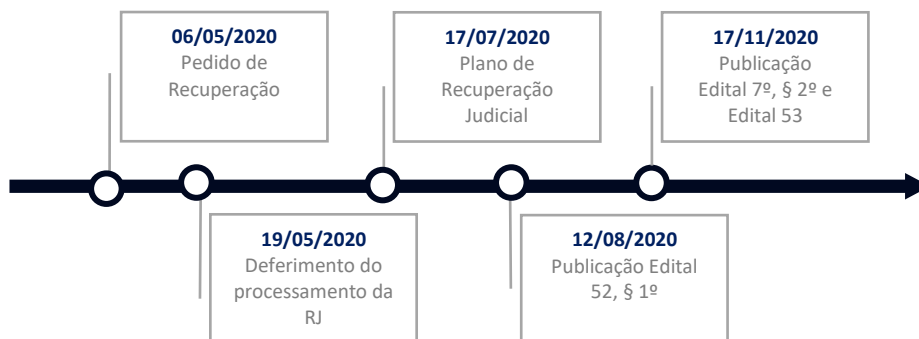 06/05/2020
Pedido de
Recuperação
17/07/2020
Plano de
Recuperação
Judicial
17/11/2020
Publicação
Edital 7º, § 2º e
Edital 53
19/05/2020
Deferimento do
processamento da
RJ
12/08/2020
Publicação Edital
52, § 1º